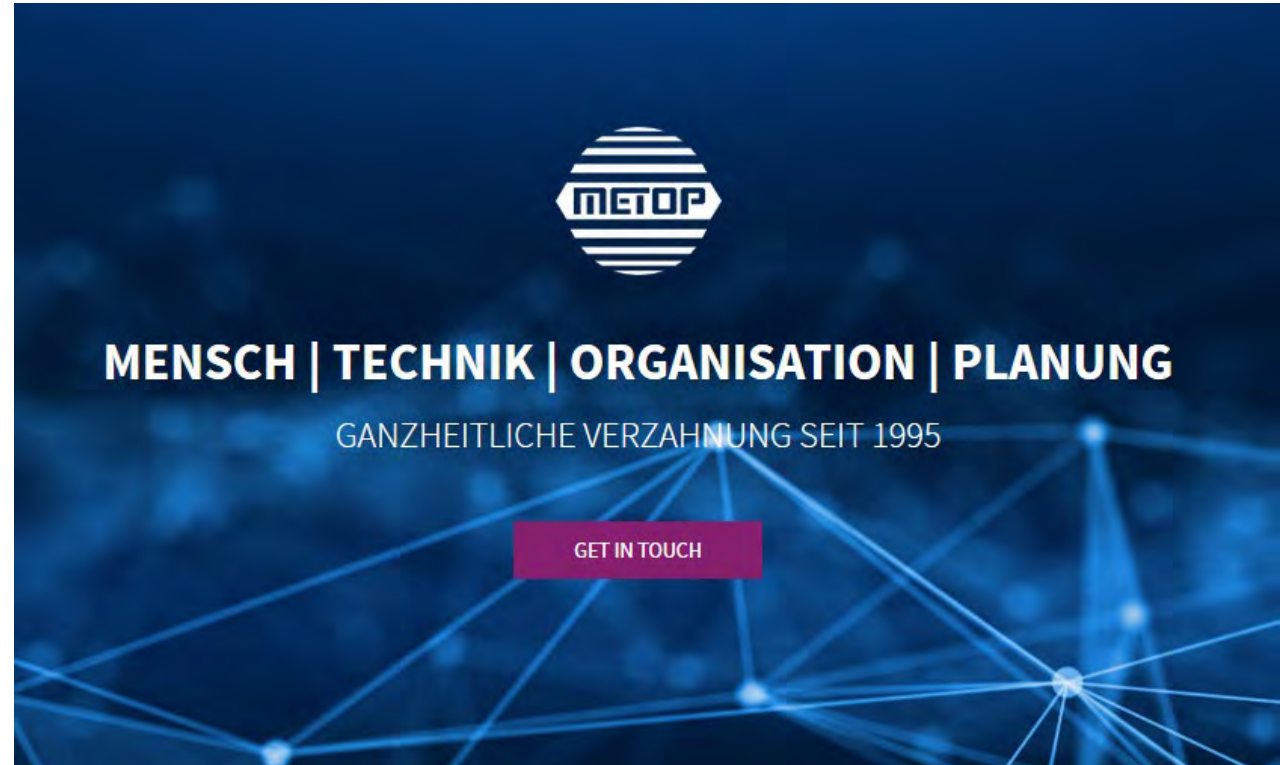 METOP
MENSCH | TECHNIK | ORGANISATION | PLANUNG
GANZHEITLICHE VERZAHNUNG SEIT 1995
GET IN TOUCH